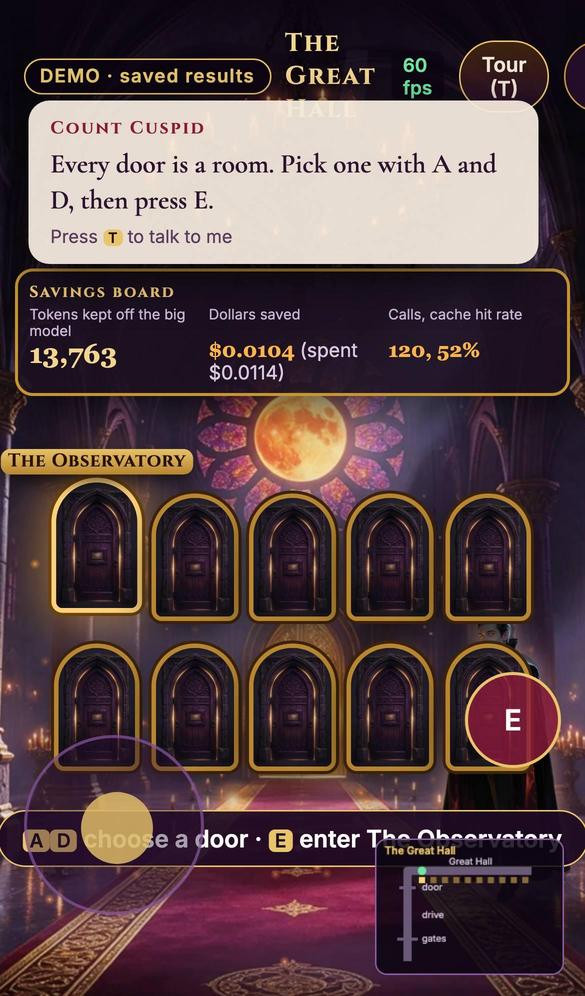 THE
GREAT
HALL
DEMO · saved results
60
fps
Tour
(T)
COUNT CUSPID
Every door is a room. Pick one with A and
D, then press E.
Press T to talk to me
SAVINGS BOARD
Tokens kept off the big
model
13,763
Dollars saved
$0.0104 (spent
$0.0114)
Calls, cache hit rate
120, 52%
THE OBSERVATORY
E
A D choose a door · E enter The Observatory
The Great Hall
Great Hall
door
drive
gates